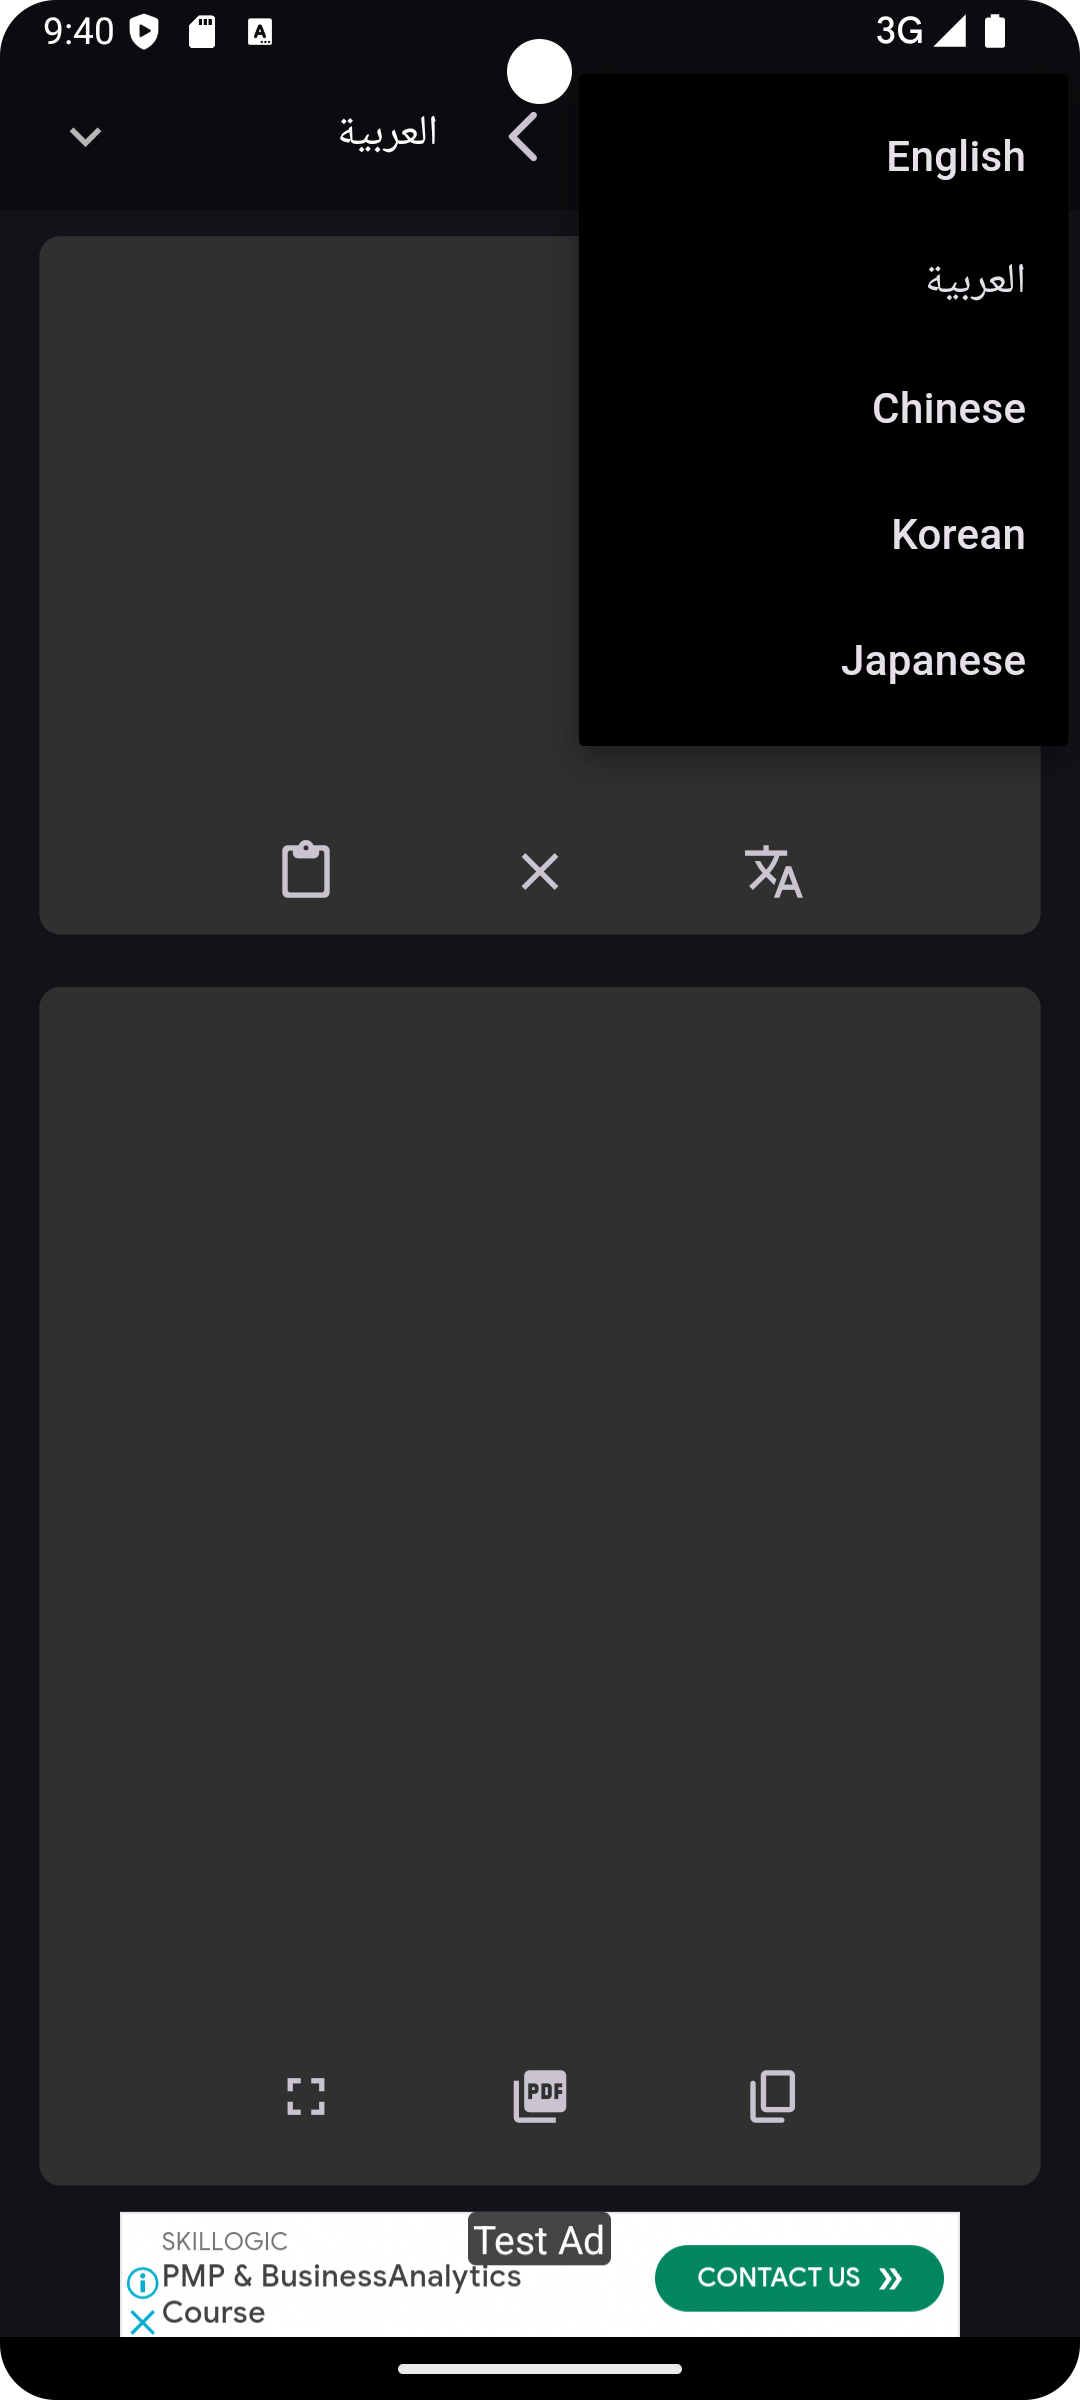 9:40
3G
العربية
English
العربية
Chinese
Korean
Japanese
PDF
Test Ad
SKILLOGIC
PMP & BusinessAnalytics
Course
CONTACT US